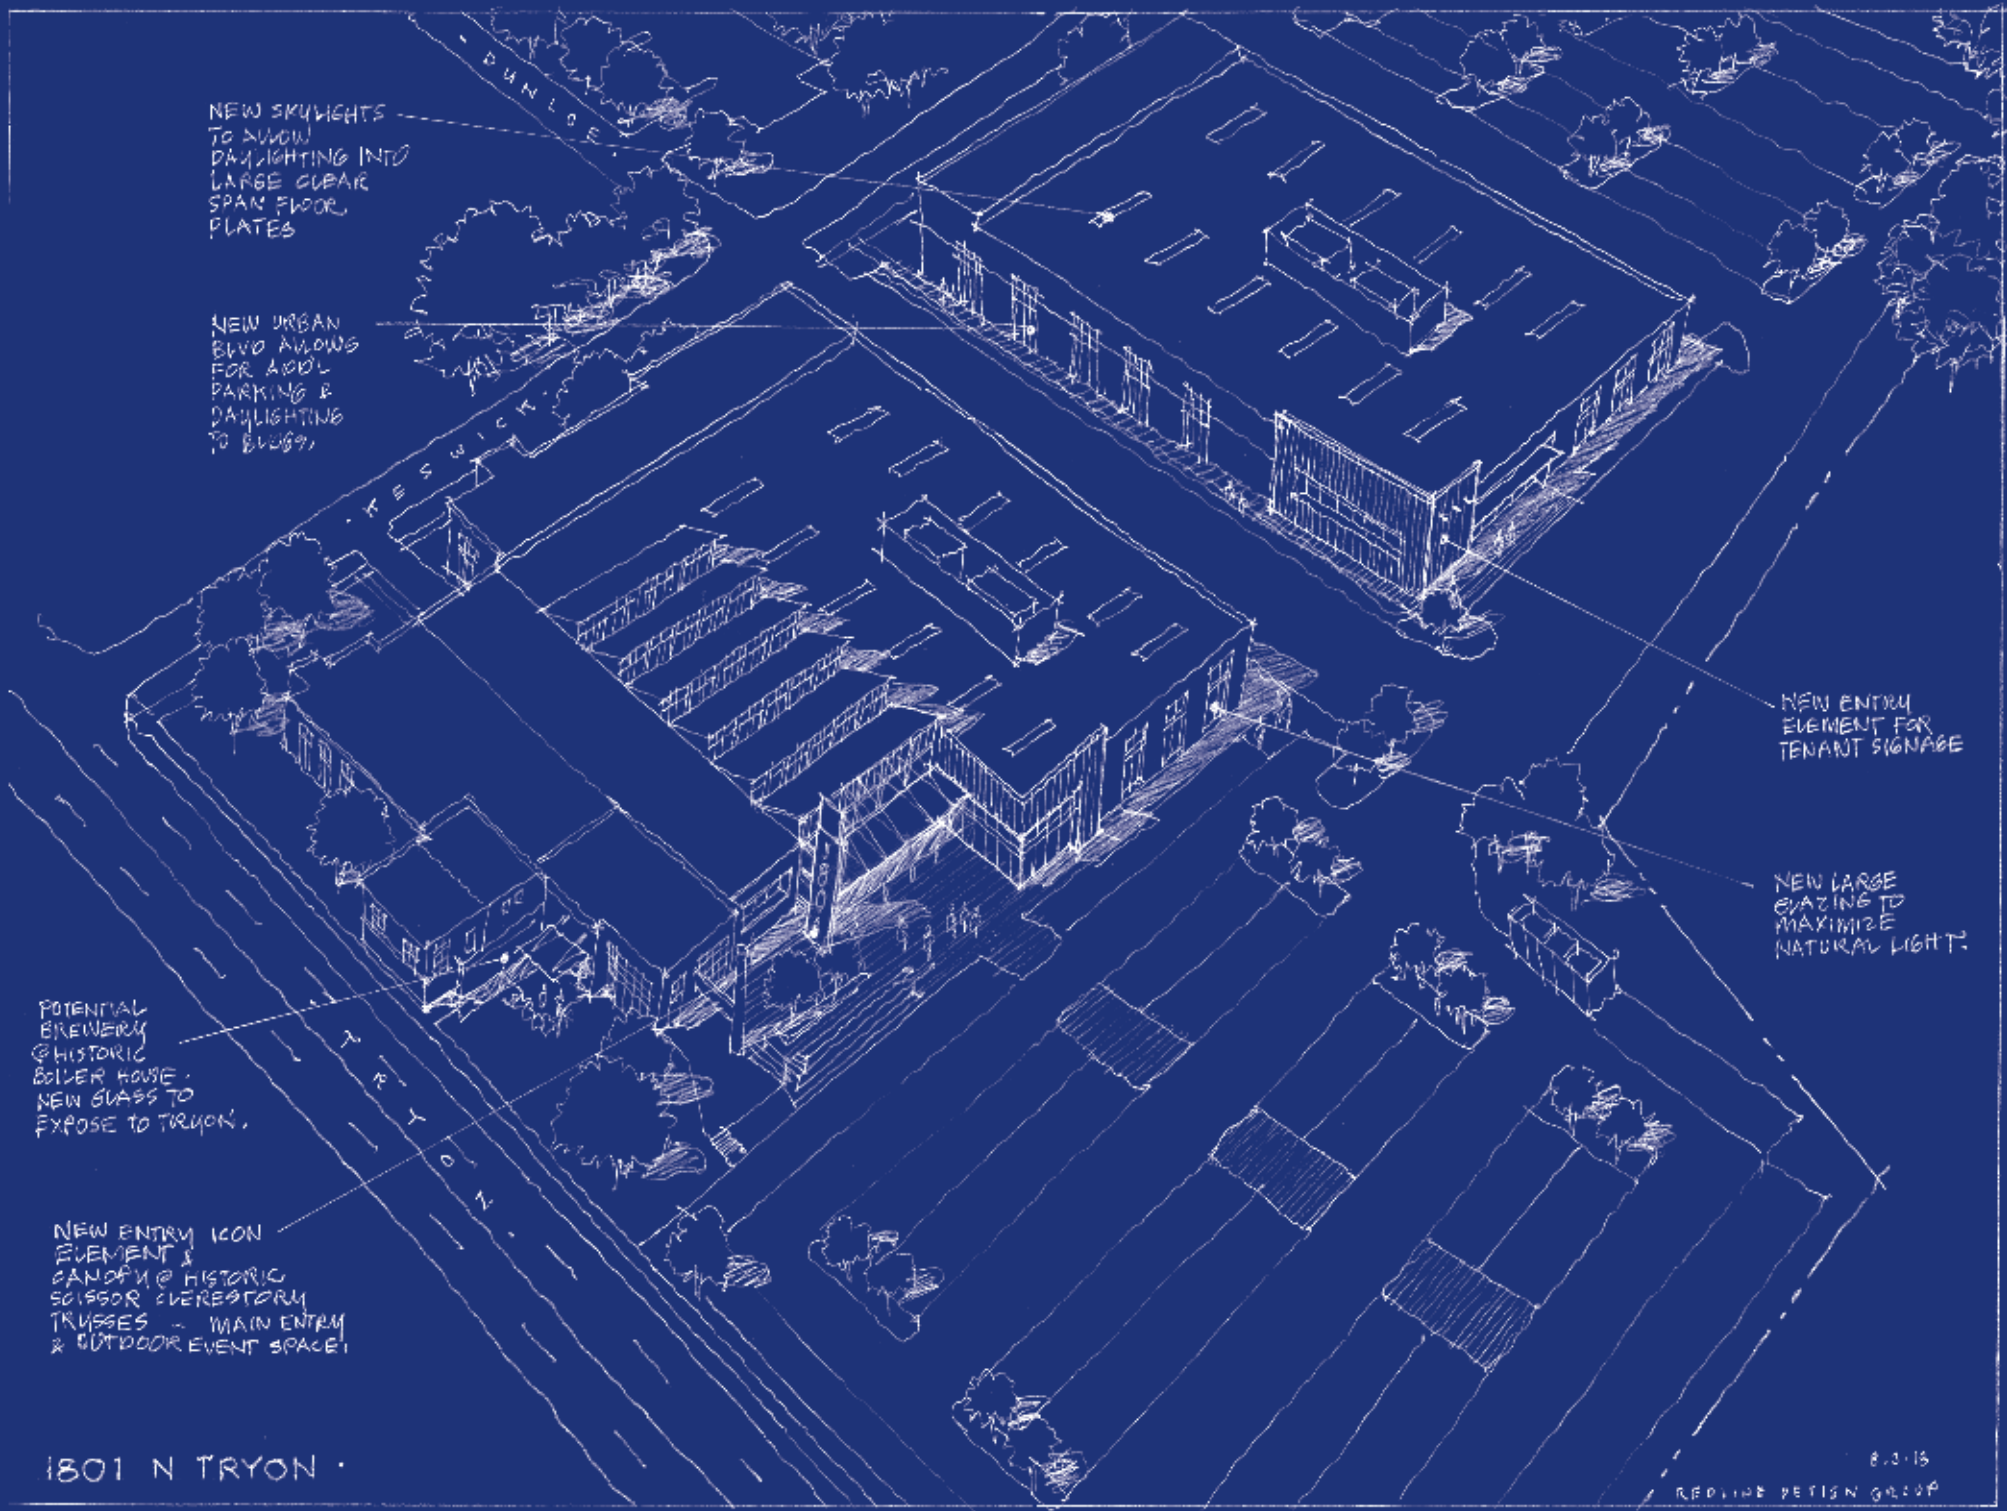 · DUNLOE ·
NEW SKYLIGHTS
TO ALLOW
DAYLIGHTING INTO
LARGE CLEAR
SPAN FLOOR
PLATES
NEW URBAN
BLVD ALLOWS
FOR ADD'L
PARKING &
DAYLIGHTING
TO BLDGS,
· KESWICK ·
NEW ENTRY
ELEMENT FOR
TENANT SIGNAGE
LOGO
NEW LARGE
GLAZING TO
MAXIMIZE
NATURAL LIGHT.
POTENTIAL
BREWERY
@ HISTORIC
BOILER HOUSE.
NEW GLASS TO
EXPOSE TO TRYON.
TRYON ·
NEW ENTRY ICON
ELEMENT &
CANOPY @ HISTORIC
SCISSOR CLERESTORY
TRUSSES - MAIN ENTRY
& OUTDOOR EVENT SPACE!
1801 N TRYON ·
REDLINE DESIGN GROUP